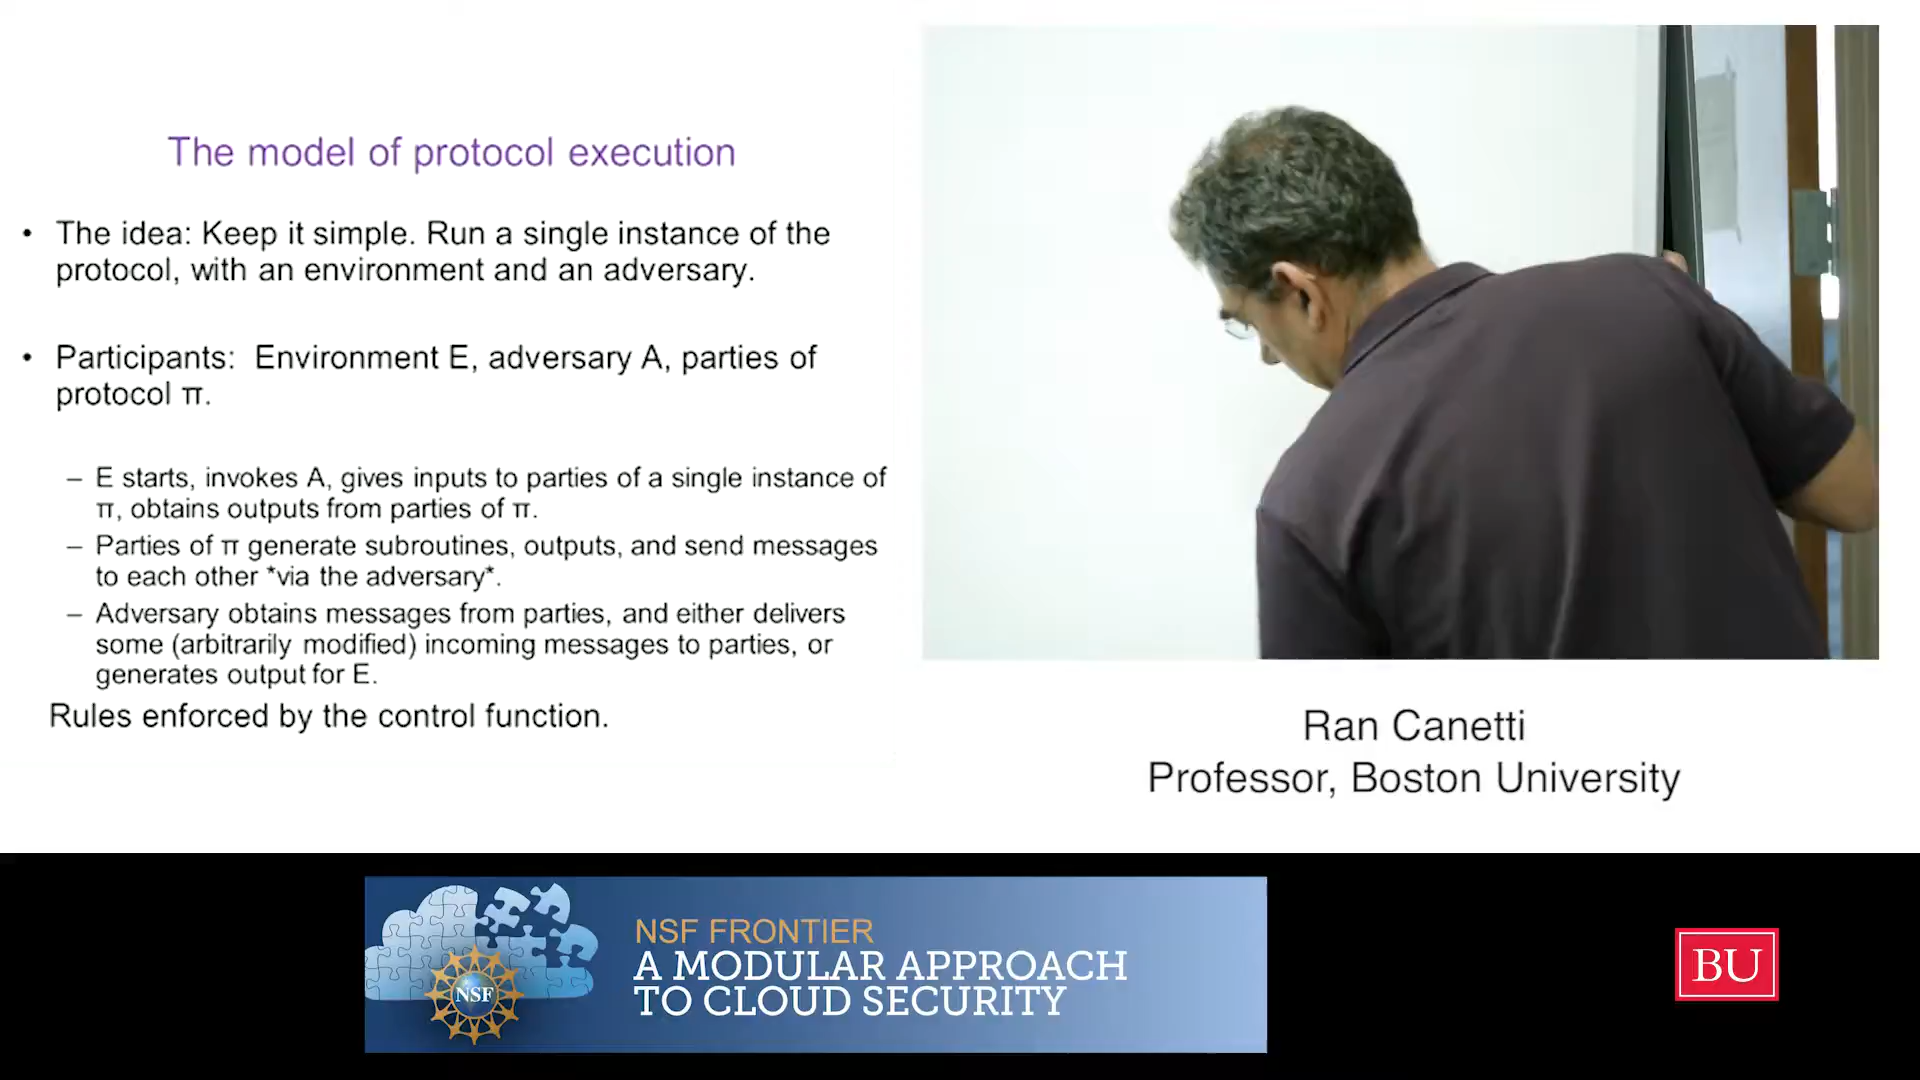 The model of protocol execution
• The idea: Keep it simple. Run a single instance of the
protocol, with an environment and an adversary.
• Participants:  Environment E, adversary A, parties of
protocol π.
– E starts, invokes A, gives inputs to parties of a single instance of
π, obtains outputs from parties of π.
– Parties of π generate subroutines, outputs, and send messages
to each other *via the adversary*.
– Adversary obtains messages from parties, and either delivers
some (arbitrarily modified) incoming messages to parties, or
generates output for E.
Rules enforced by the control function.
Ran Canetti
Professor, Boston University
NSF
NSF FRONTIER
A MODULAR APPROACH
TO CLOUD SECURITY
BU